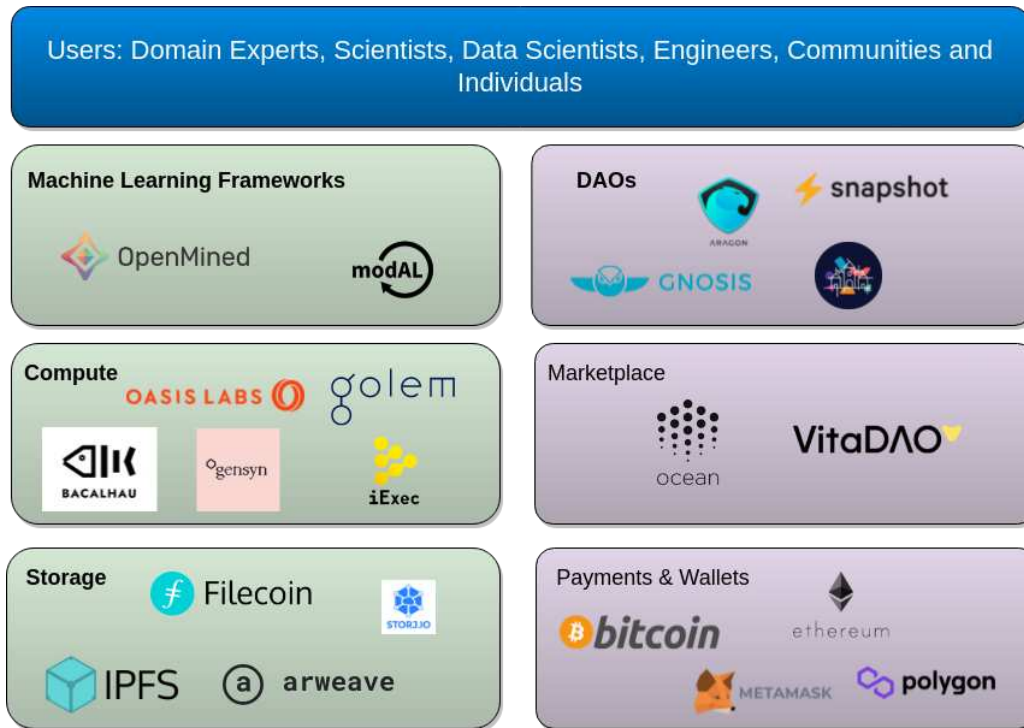 Users: Domain Experts, Scientists, Data Scientists, Engineers, Communities and
Individuals
Machine Learning Frameworks
OpenMined
modAL
DAOs
ARAGON
snapshot
GNOSIS
Compute
OASIS LABS
golem
BACALHAU
gensyn
iExec
Marketplace
ocean
VitaDAO
Storage
Filecoin
STORJ.IO
IPFS
a arweave
Payments & Wallets
bitcoin
ethereum
METAMASK
polygon